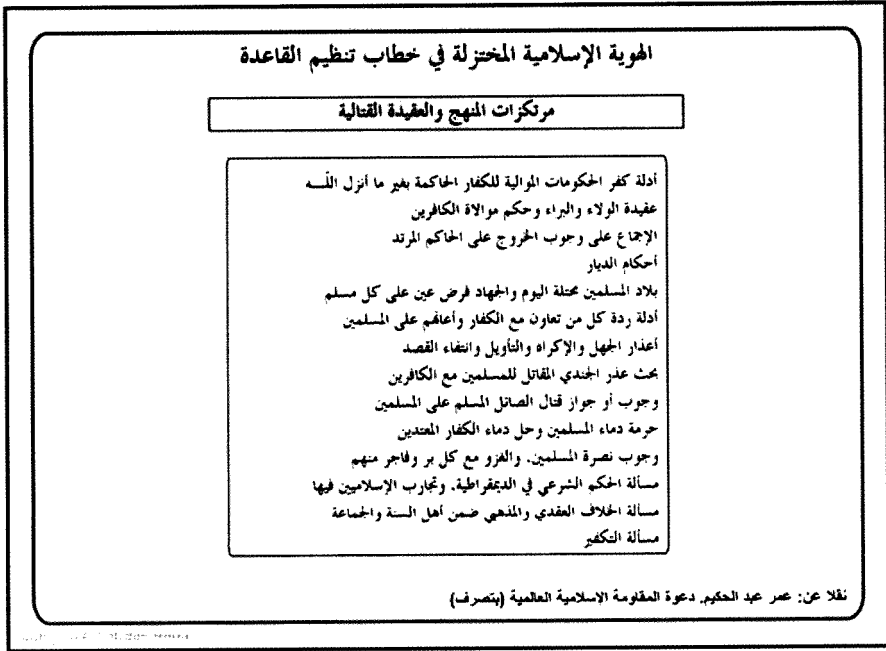 الهوية الإسلامية المختزلة في خطاب تنظيم القاعدة
مرتكزات المنهج والعقيدة القتالية
أدلة كفر الحكومات الموالية للكفار الحاكمة بغير ما أنزل اللّـــه
عقيدة الولاء والبراء وحكم موالاة الكافرين
الإجماع على وجوب الخروج على الحاكم المرتد
أحكام الديار
بلاد المسلمين محتلة اليوم والجهاد فرض عين على كل مسلم
أدلة ردة كل من تعاون مع الكفار وأعانهم على المسلمين
أعذار الجهل والإكراه والتأويل وانتفاء القصد
بحث عذر الجندي المقاتل للمسلمين مع الكافرين
وجوب أو جواز قتال الصائل المسلم على المسلمين
حرمة دماء المسلمين وحل دماء الكفار المعتدين
وجوب نصرة المسلمين. والغزو مع كل بر وفاجر منهم
مسألة الحكم الشرعي في الديمقراطية. وتجارب الإسلاميين فيها
مسألة الخلاف العقدي والمذهبي ضمن أهل السنة والجماعة
مسألة التكفير
نقلا عن: عمر عبد الحكيم. دعوة المقاومة الإسلامية العالمية (بتصرف)